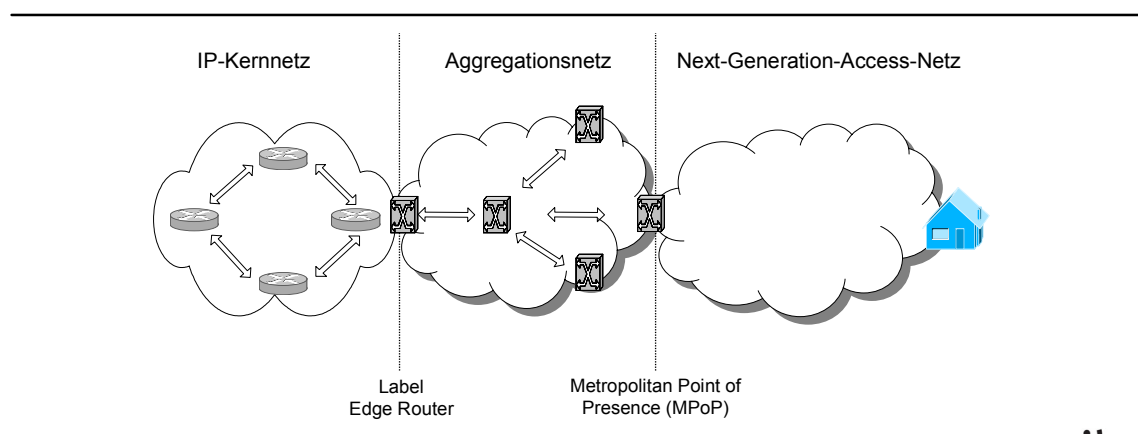 IP-Kernnetz
Aggregationsnetz
Next-Generation-Access-Netz
Label
Edge Router
Metropolitan Point of
Presence (MPoP)